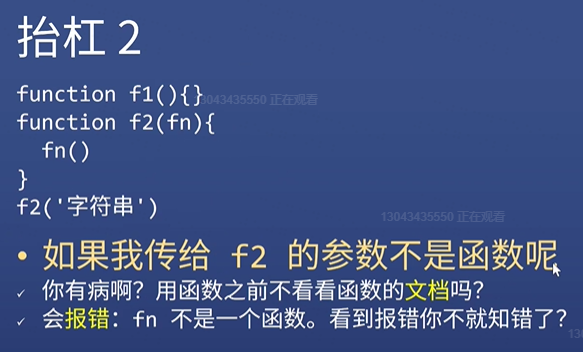 抬杠 2
function f1(){}
13043435550 正在观看
function f2(fn){
fn()
}
f2('字符串')
13043435550 正在观看
• 如果我传给 f2 的参数不是函数呢
✓ 你有病啊？用函数之前不看看函数的文档吗？
✓ 会报错：fn 不是一个函数。看到报错你不就知错了？